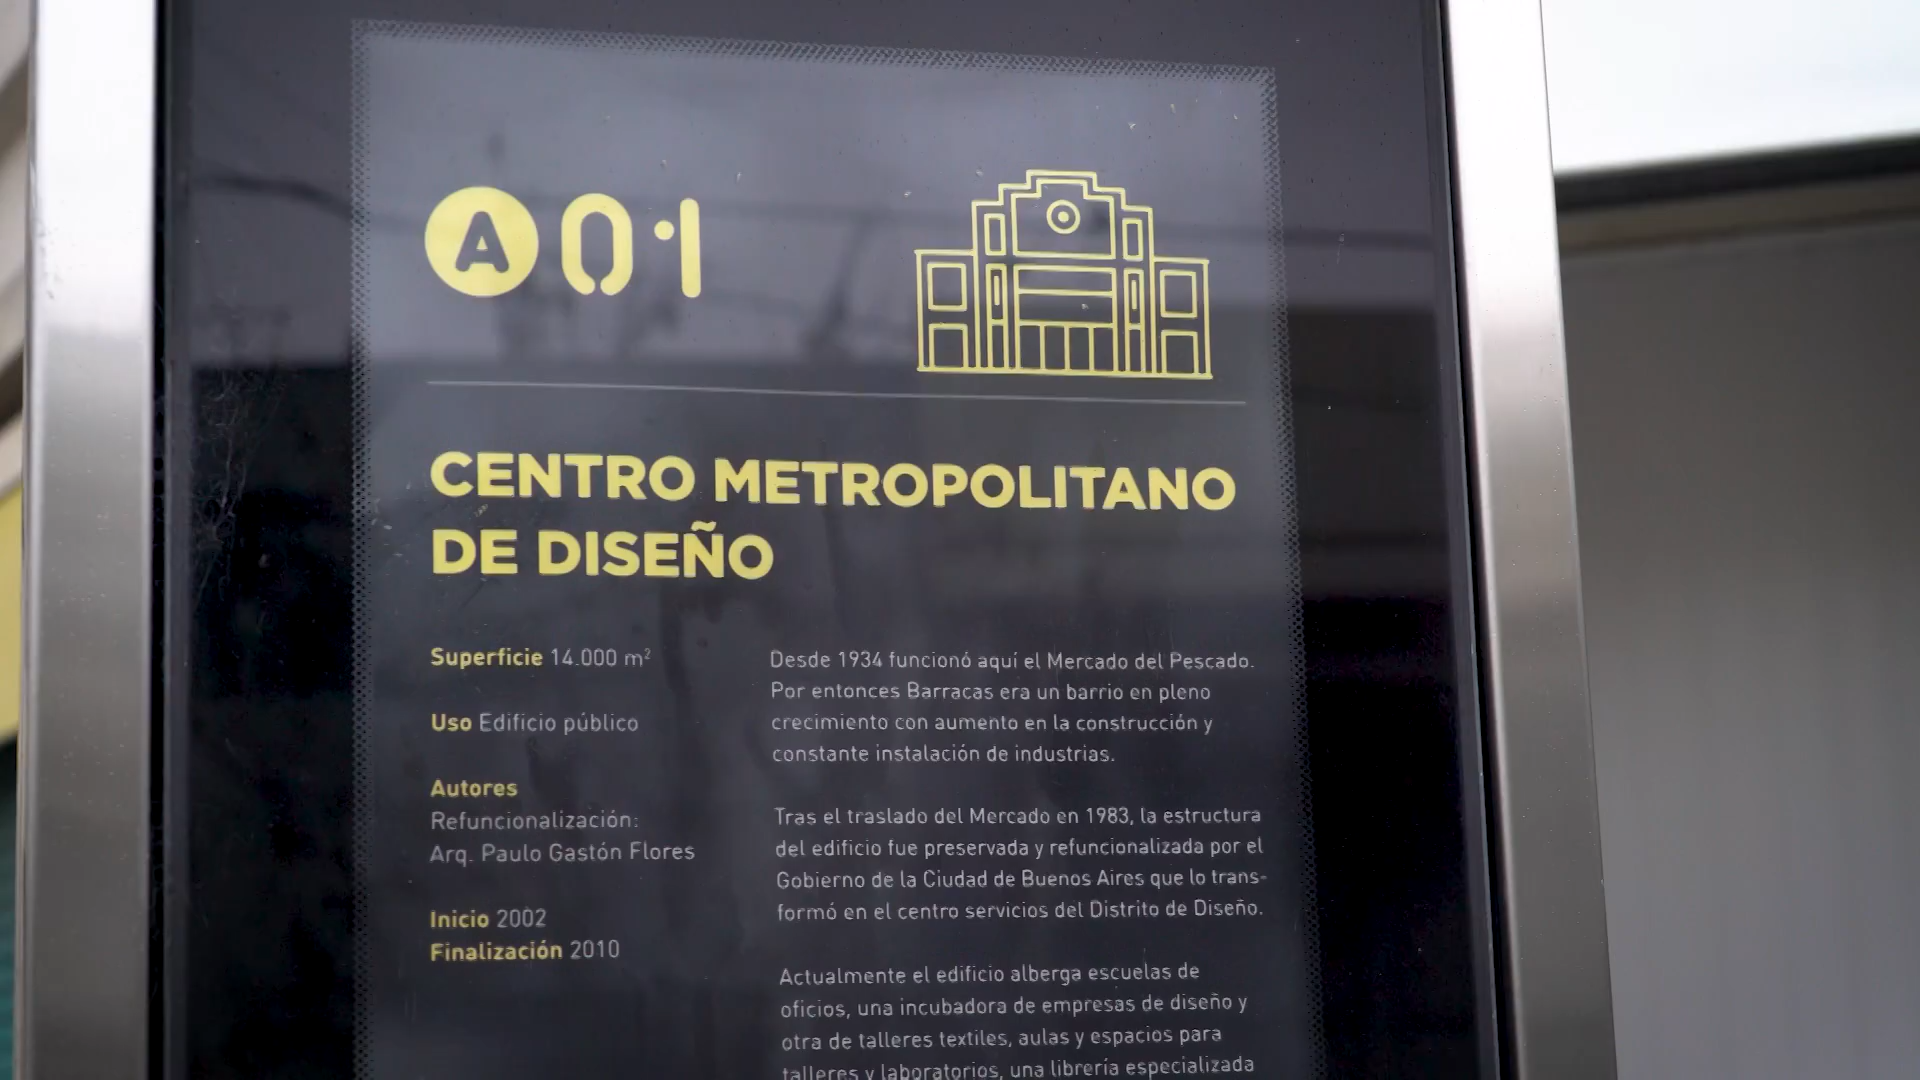 A 01
CENTRO METROPOLITANO
DE DISEÑO
Superficie 14.000 m²
Uso Edificio público
Autores
Refuncionalización:
Arq. Paulo Gastón Flores
Inicio 2002
Finalización 2010
Desde 1934 funcionó aquí el Mercado del Pescado.
Por entonces Barracas era un barrio en pleno
crecimiento con aumento en la construcción y
constante instalación de industrias.
Tras el traslado del Mercado en 1983, la estructura
del edificio fue preservada y refuncionalizada por el
Gobierno de la Ciudad de Buenos Aires que lo trans-
formó en el centro servicios del Distrito de Diseño.
Actualmente el edificio alberga escuelas de
oficios, una incubadora de empresas de diseño y
otra de talleres textiles, aulas y espacios para
talleres y laboratorios, una librería especializada